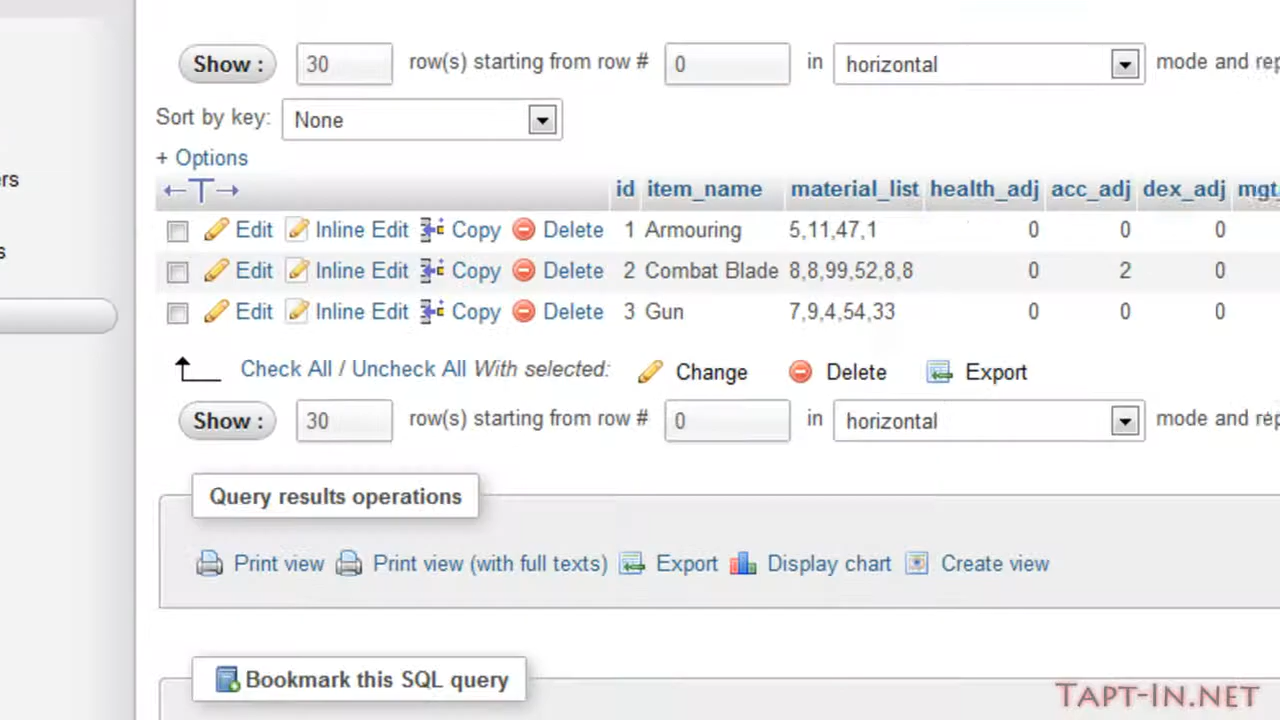 Show : 30 row(s) starting from row # 0 in horizontal mode and rep
Sort by key: None
+ Options
id item_name material_list health_adj acc_adj dex_adj mgt
Edit Inline Edit Copy Delete 1 Armouring 5,11,47,1 0 0 0
Edit Inline Edit Copy Delete 2 Combat Blade 8,8,99,52,8,8 0 2 0
Edit Inline Edit Copy Delete 3 Gun 7,9,4,54,33 0 0 0
Check All / Uncheck All With selected: Change Delete Export
Show : 30 row(s) starting from row # 0 in horizontal mode and rep
Query results operations
Print view Print view (with full texts) Export Display chart Create view
Bookmark this SQL query
ers
s
TAPT-IN.NET